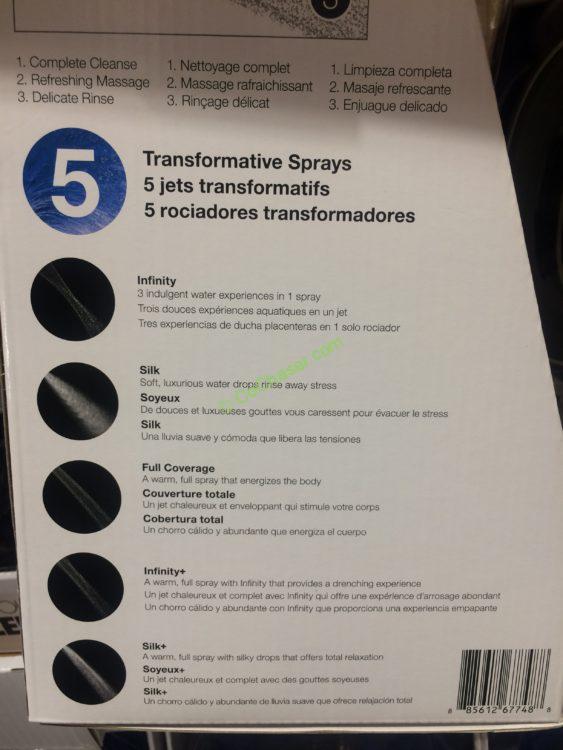 3
1. Complete Cleanse
2. Refreshing Massage
3. Delicate Rinse
1. Nettoyage complet
2. Massage rafraichissant
3. Rinçage délicat
1. Limpieza completa
2. Masaje refrescante
3. Enjuague delicado
5
Transformative Sprays
5 jets transformatifs
5 rociadores transformadores
Infinity
3 indulgent water experiences in 1 spray
Trois douces expériences aquatiques en un jet
Tres experiencias de ducha placenteras en 1 solo rociador
Silk
Soft, luxurious water drops rinse away stress
Soyeux
De douces et luxueuses gouttes vous caressent pour évacuer le stress
Silk
Una lluvia suave y cómoda que libera las tensiones
© CoChaser.com
Full Coverage
A warm, full spray that energizes the body
Couverture totale
Un jet chaleureux et enveloppant qui stimule votre corps
Cobertura total
Un chorro cálido y abundante que energiza el cuerpo
Infinity+
A warm, full spray with Infinity that provides a drenching experience
Un jet chaleureux et complet avec Infinity qui offre une expérience d'arrosage abondant
Un chorro cálido y abundante con Infinity que proporciona una experiencia empapante
Silk+
A warm, full spray with silky drops that offers total relaxation
Soyeux+
Un jet chaleureux et complet avec des gouttes soyeuses
Silk+
Un chorro cálido y abundante de lluvia suave que ofrece relajación total
8 85612 67748 8